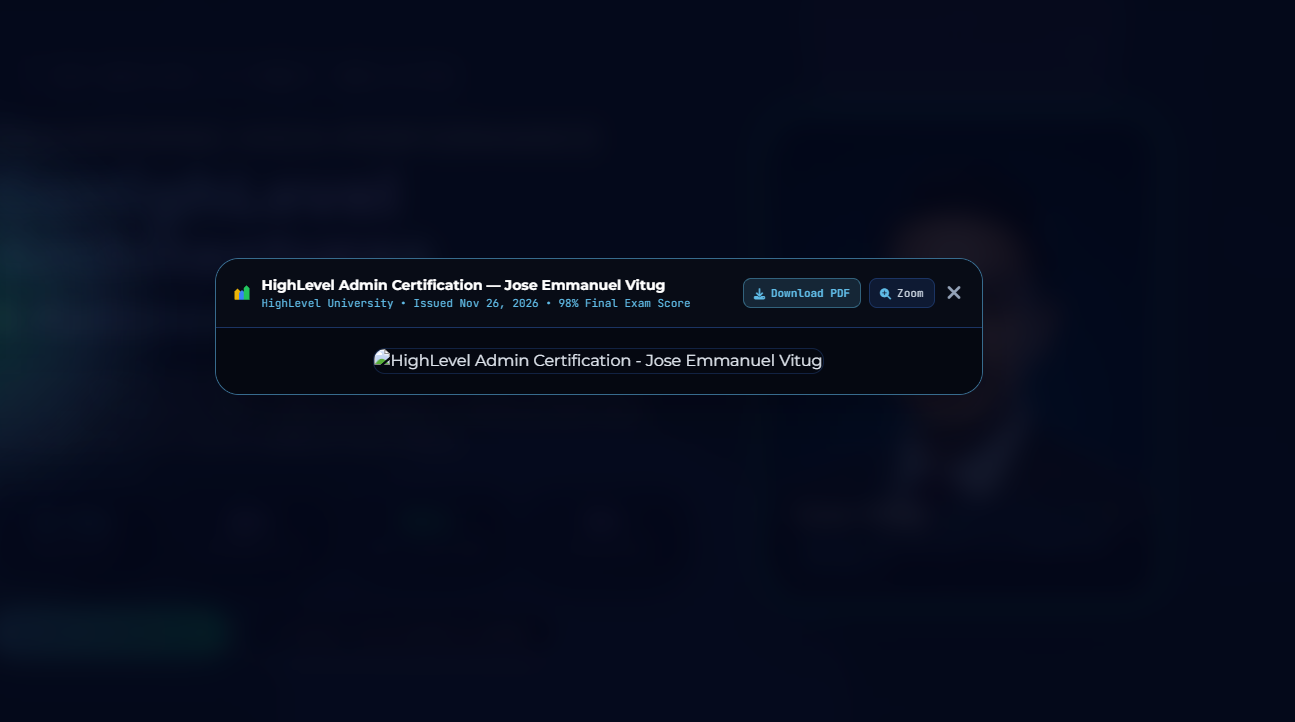 HighLevel Admin Certification — Jose Emmanuel Vitug
HighLevel University • Issued Nov 26, 2026 • 98% Final Exam Score
Download PDF
Zoom
HighLevel Admin Certification - Jose Emmanuel Vitug